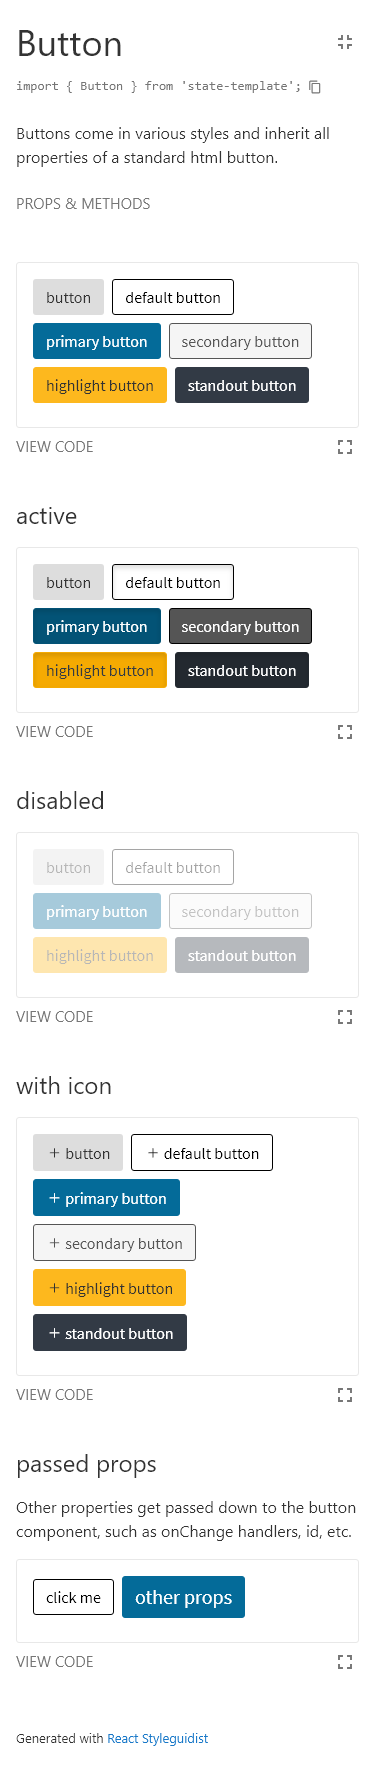 Button
import { Button } from 'state-template';
Buttons come in various styles and inherit all
properties of a standard html button.
PROPS & METHODS
button default button
primary button secondary button
highlight button standout button
VIEW CODE
active
button default button
primary button secondary button
highlight button standout button
VIEW CODE
disabled
button default button
primary button secondary button
highlight button standout button
VIEW CODE
with icon
+ button + default button
+ primary button
+ secondary button
+ highlight button
+ standout button
VIEW CODE
passed props
Other properties get passed down to the button
component, such as onChange handlers, id, etc.
click me other props
VIEW CODE
Generated with React Styleguidist